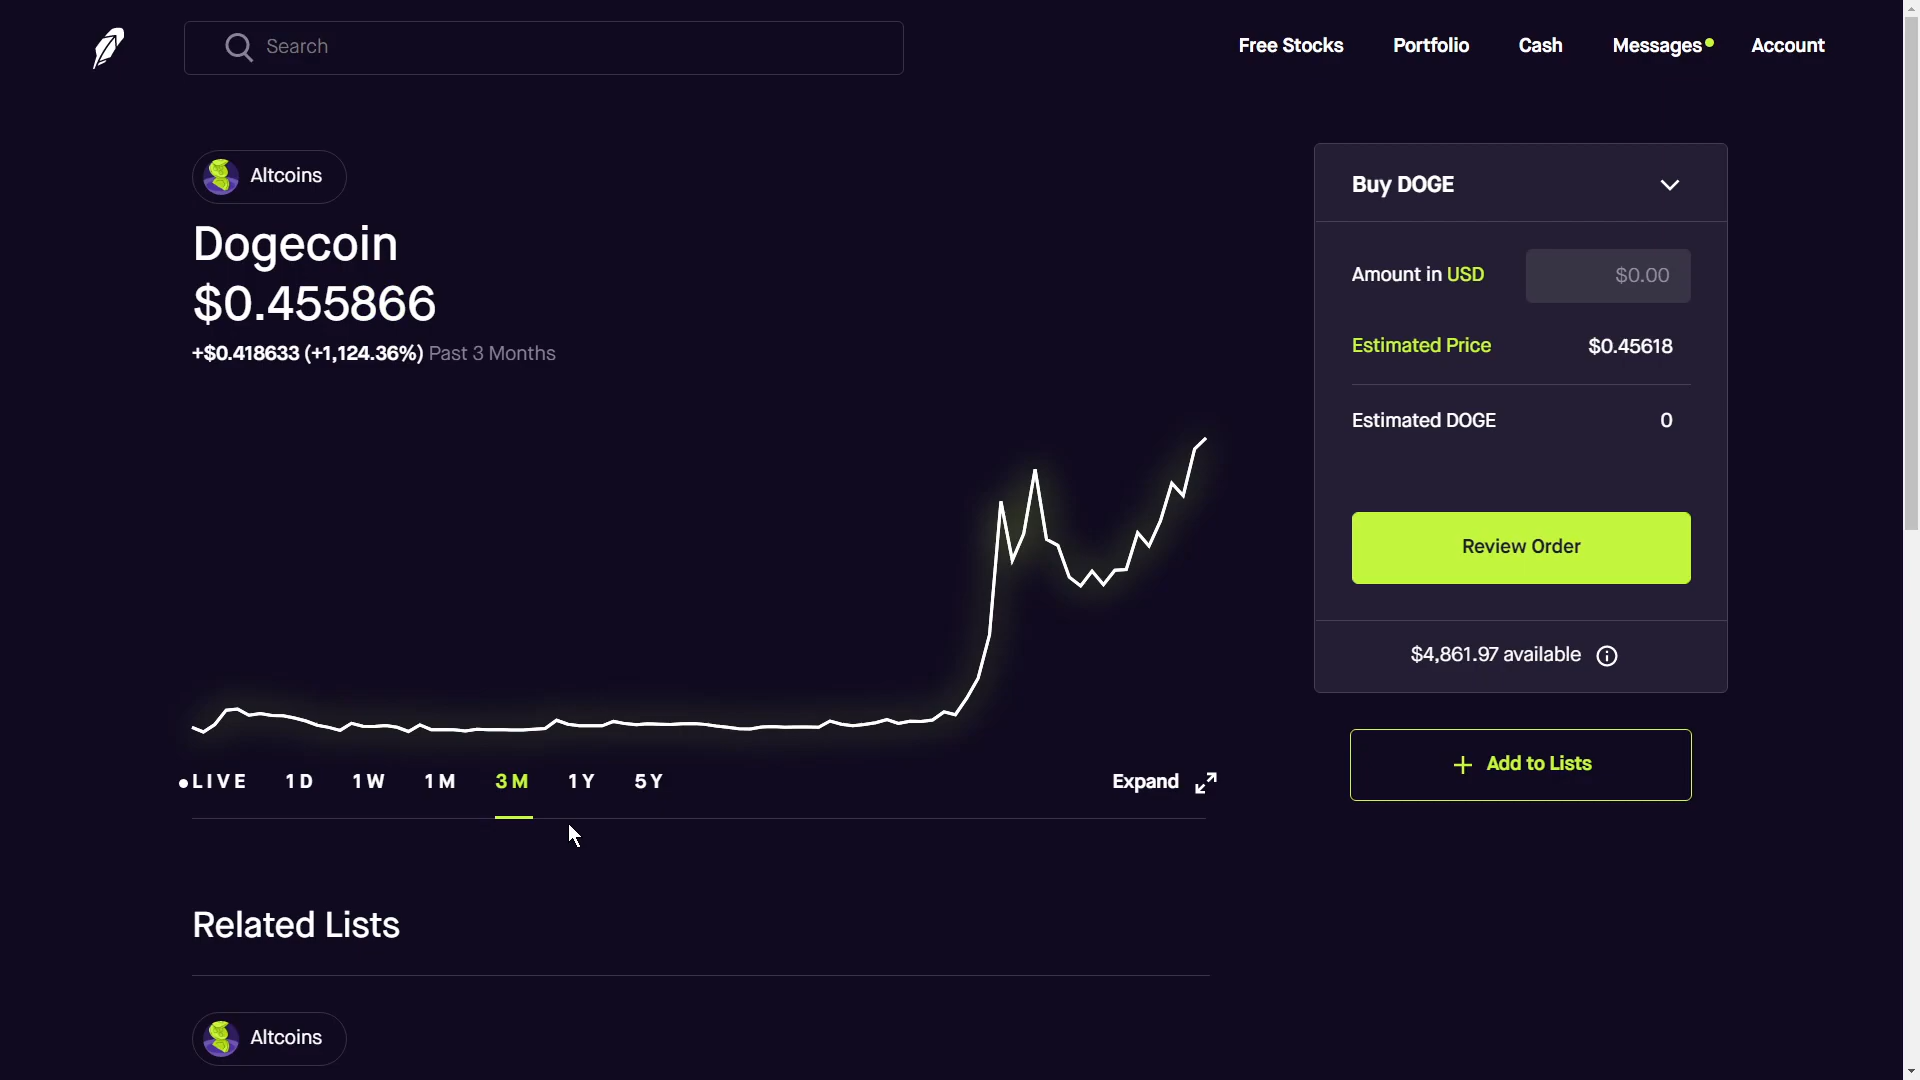 Search
Free Stocks
Portfolio
Cash
Messages
Account
Altcoins
Dogecoin
$0.455866
+$0.418633 (+1,124.36%) Past 3 Months
Buy DOGE
Amount in USD
$0.00
Estimated Price
$0.45618
Estimated DOGE
0
Review Order
$4,861.97 available
Add to Lists
LIVE
1D
1W
1M
3M
1Y
5Y
Expand
Related Lists
Altcoins